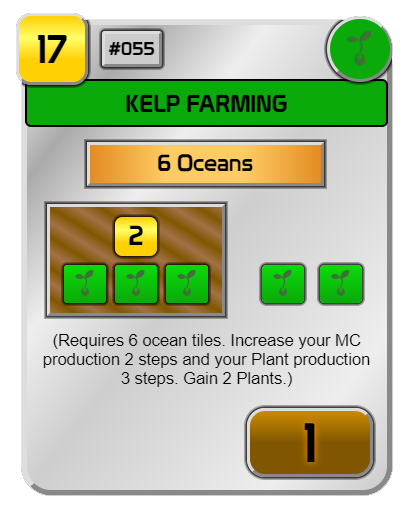 17
#055
KELP FARMING
6 Oceans
2
(Requires 6 ocean tiles. Increase your MC
production 2 steps and your Plant production
3 steps. Gain 2 Plants.)
1